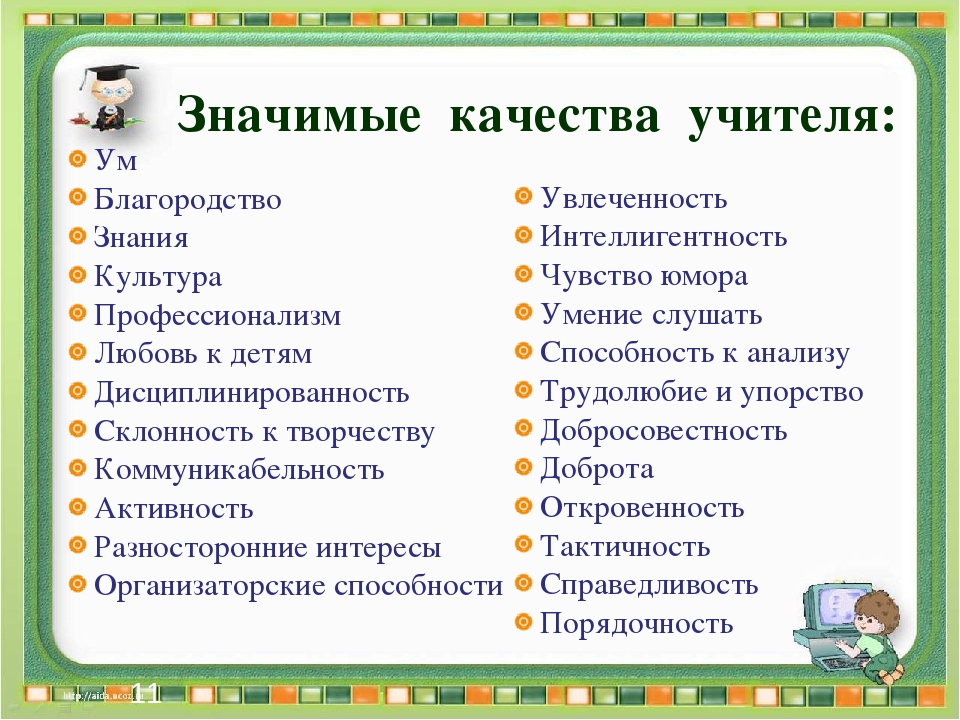 Значимые качества учителя:
Ум
Благородство
Знания
Культура
Профессионализм
Любовь к детям
Дисциплинированность
Склонность к творчеству
Коммуникабельность
Активность
Разносторонние интересы
Организаторские способности
Увлеченность
Интеллигентность
Чувство юмора
Умение слушать
Способность к анализу
Трудолюбие и упорство
Добросовестность
Доброта
Откровенность
Тактичность
Справедливость
Порядочность
11